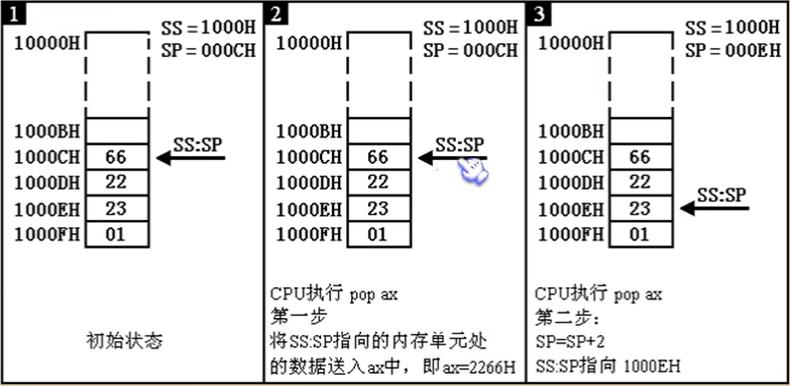 1
SS=1000H
SP=000CH
10000H
1000BH
1000CH 66
SS:SP
1000DH 22
1000EH 23
1000FH 01
初始状态
2
SS=1000H
SP=000CH
10000H
1000BH
1000CH 66
SS:SP
1000DH 22
1000EH 23
1000FH 01
CPU执行 pop ax
第一步
将SS:SP指向的内存单元处
的数据送入ax中，即ax=2266H
3
SS=1000H
SP=000EH
10000H
1000BH
1000CH 66
1000DH 22
1000EH 23
SS:SP
1000FH 01
CPU执行 pop ax
第二步：
SP=SP+2
SS:SP指向 1000EH